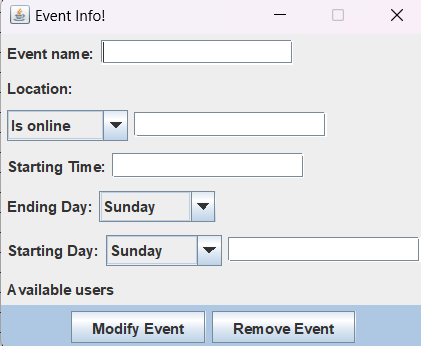 Event Info!
Event name:
Location:
Is online
Starting Time:
Ending Day: Sunday
Starting Day: Sunday
Available users
Modify Event Remove Event